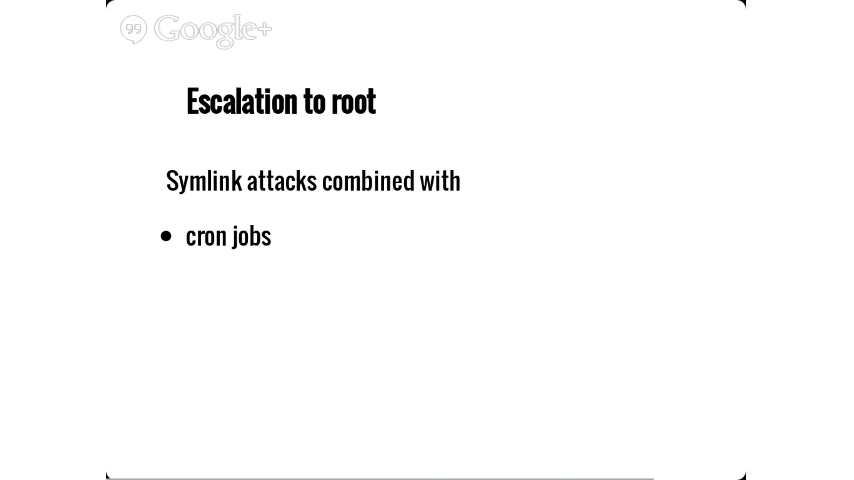 Google+
Escalation to root
Symlink attacks combined with
• cron jobs